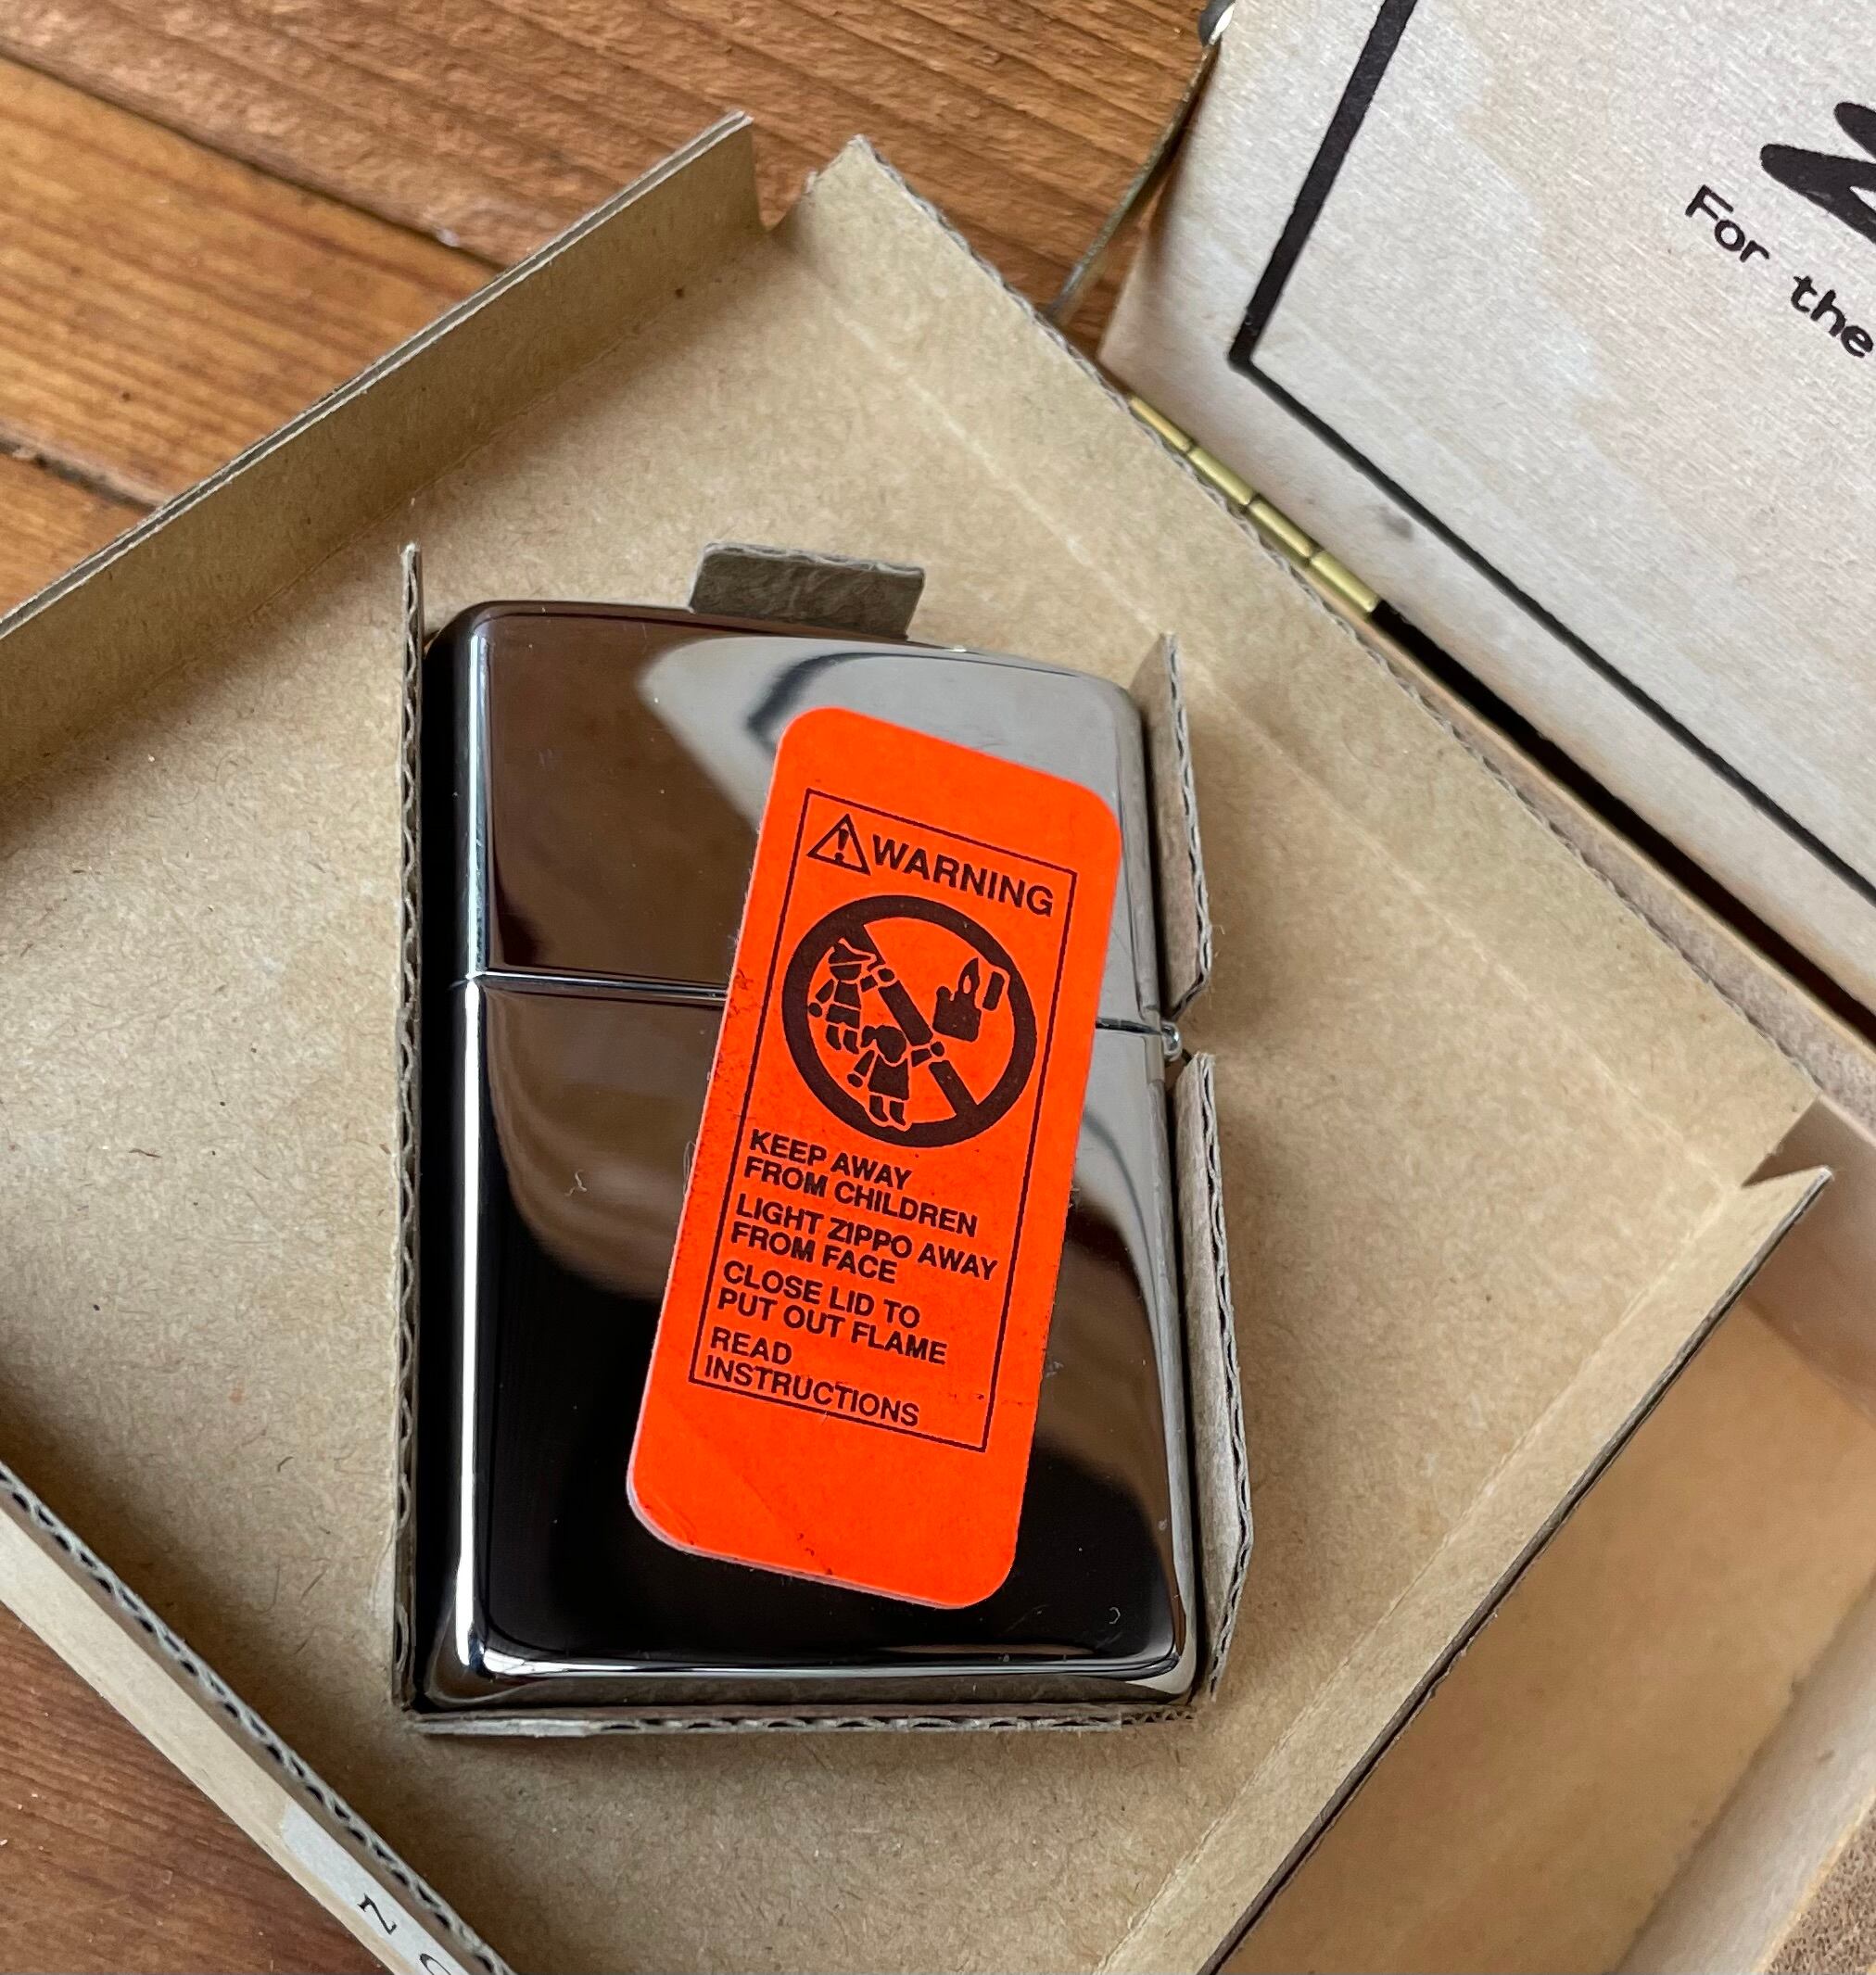 For the
WARNING
KEEP AWAY
FROM CHILDREN
LIGHT ZIPPO AWAY
FROM FACE
CLOSE LID TO
PUT OUT FLAME
READ
INSTRUCTIONS